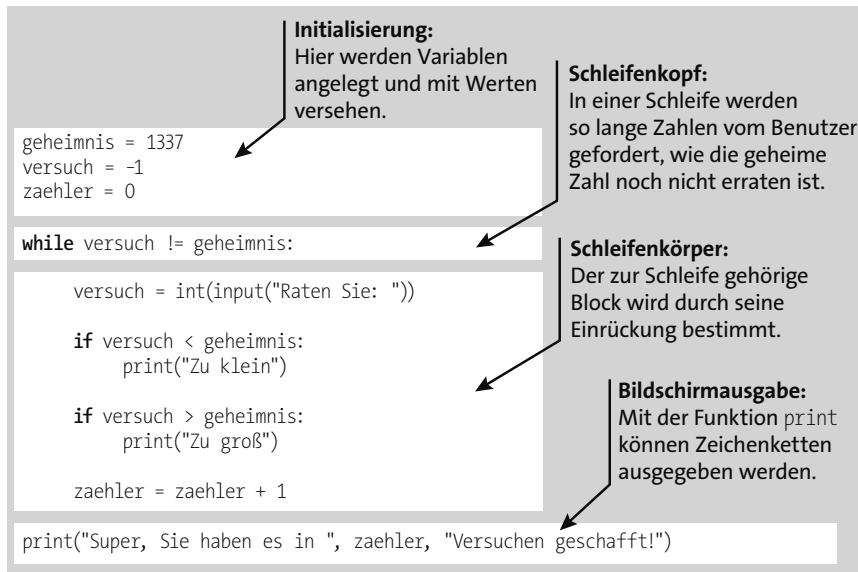 Initialisierung:
Hier werden Variablen
angelegt und mit Werten
versehen.
geheimnis = 1337
versuch = -1
zaehler = 0
Schleifenkopf:
In einer Schleife werden
so lange Zahlen vom Benutzer
gefordert, wie die geheime
Zahl noch nicht erraten ist.
while versuch != geheimnis:
Schleifenkörper:
Der zur Schleife gehörige
Block wird durch seine
Einrückung bestimmt.
versuch = int(input("Raten Sie: "))
if versuch < geheimnis:
print("Zu klein")
if versuch > geheimnis:
print("Zu groß")
zaehler = zaehler + 1
Bildschirmausgabe:
Mit der Funktion print
können Zeichenketten
ausgegeben werden.
print("Super, Sie haben es in ", zaehler, "Versuchen geschafft!")